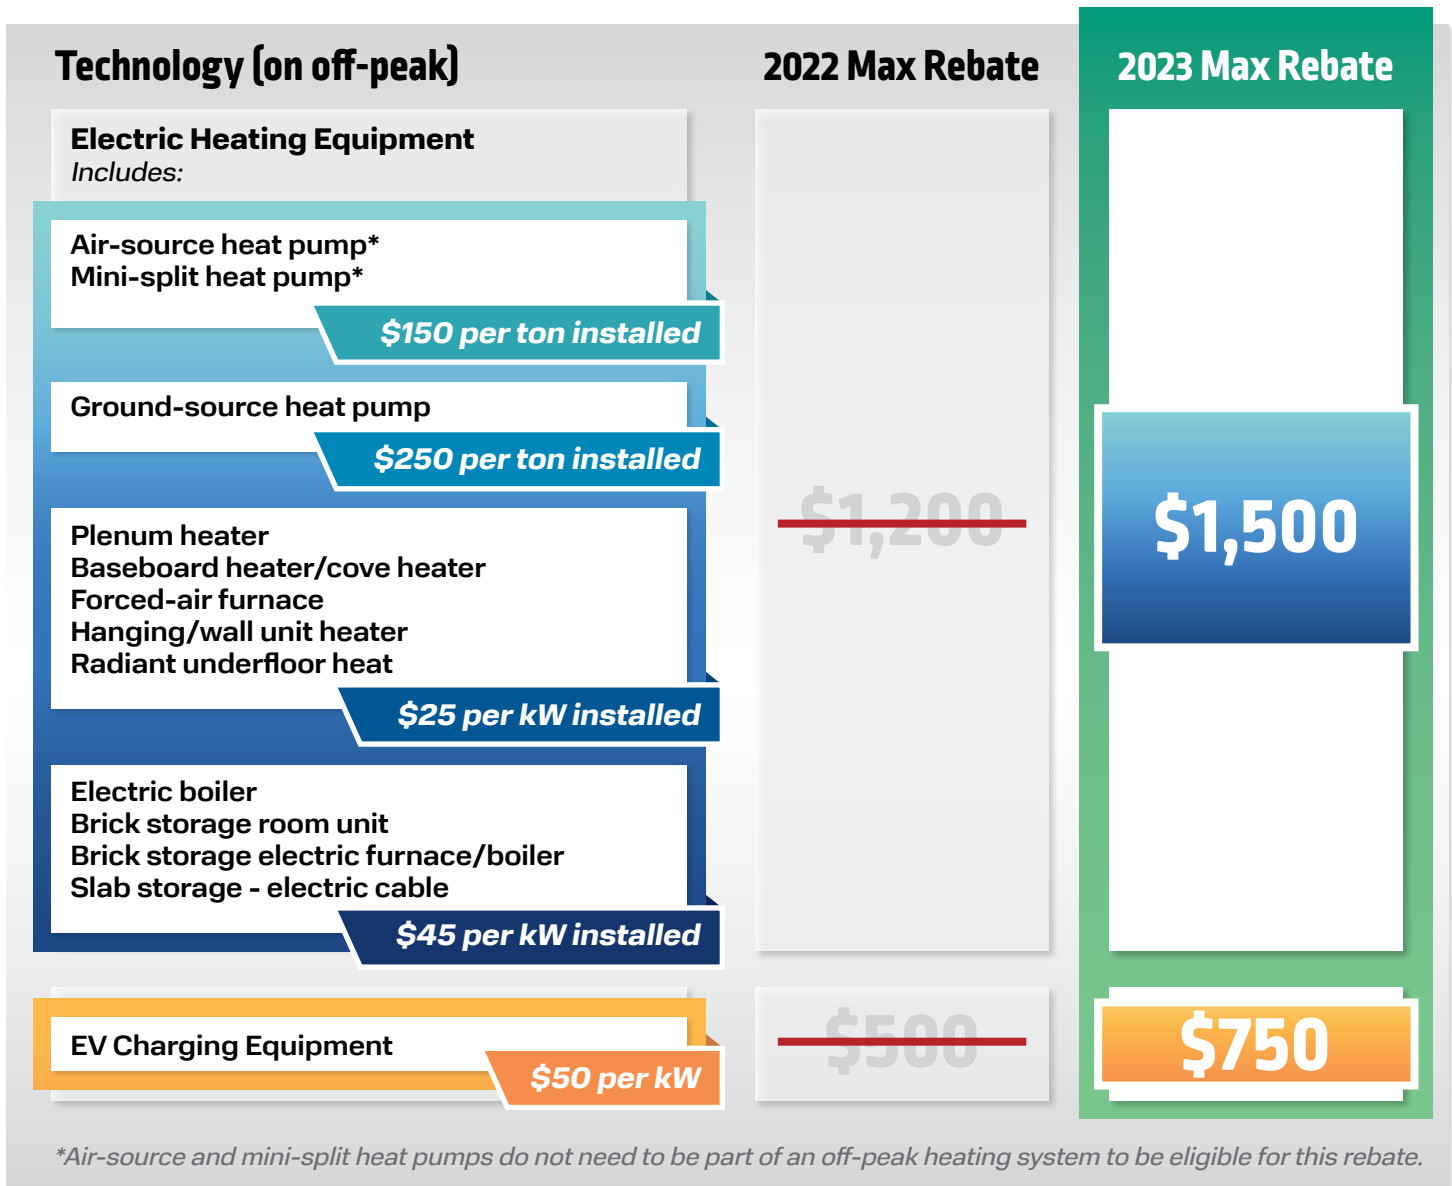 Technology (on off-peak)
2022 Max Rebate
2023 Max Rebate
Electric Heating Equipment
Includes:
Air-source heat pump*
Mini-split heat pump*
$150 per ton installed
Ground-source heat pump
$250 per ton installed
Plenum heater
Baseboard heater/cove heater
Forced-air furnace
Hanging/wall unit heater
Radiant underfloor heat
$25 per kW installed
Electric boiler
Brick storage room unit
Brick storage electric furnace/boiler
Slab storage - electric cable
$45 per kW installed
$1,200
$1,500
EV Charging Equipment
$50 per kW
$500
$750
*Air-source and mini-split heat pumps do not need to be part of an off-peak heating system to be eligible for this rebate.